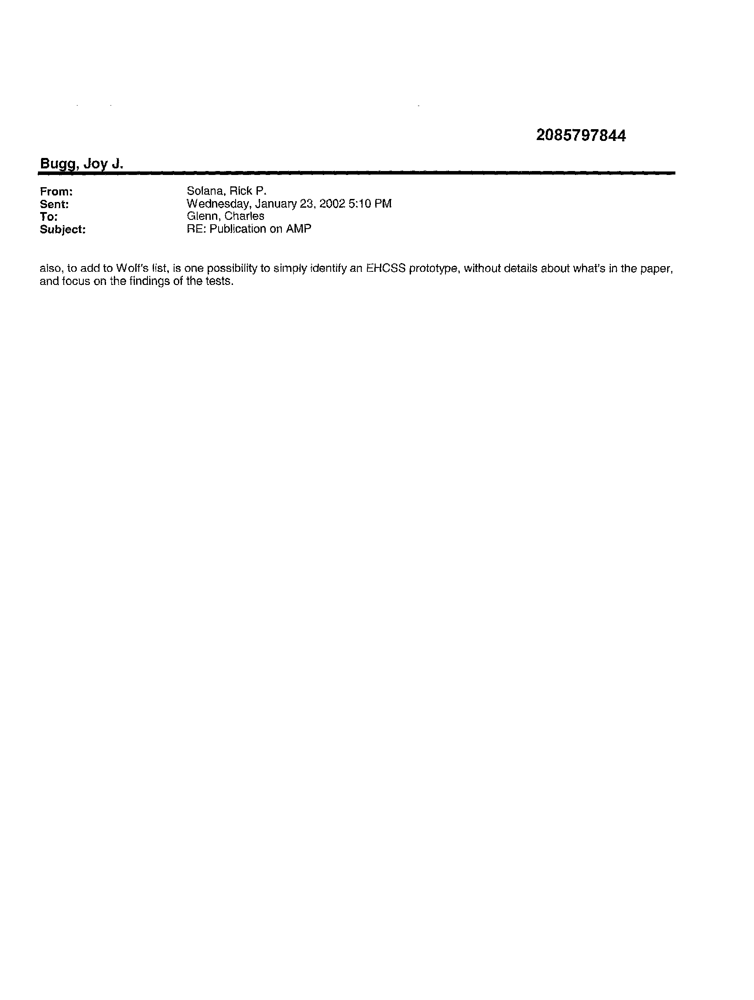 2085797844
Bugg, Joy J.
From: Solana, Rick P.
Sent: Wednesday, January 23, 2002 5:10 PM
To: Glenn, Charles
Subject: RE: Publication on AMP
also, to add to Wolf's list, is one possibility to simply identify an EHCSS prototype, without details about what's in the paper,
and focus on the findings of the tests.